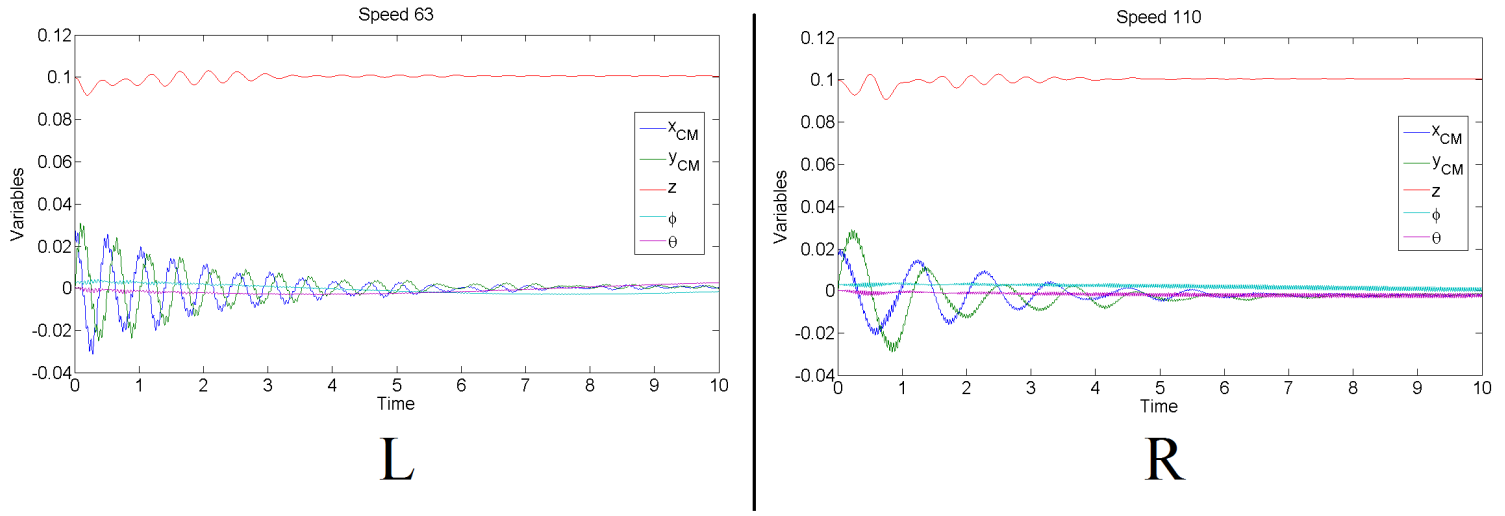 Speed 63
0.12
0.1
0.08
0.06
0.04
0.02
0
-0.02
-0.04
Variables
0 1 2 3 4 5 6 7 8 9 10
Time
x_CM
y_CM
z
ϕ
θ
L
Speed 110
0.12
0.1
0.08
0.06
0.04
0.02
0
-0.02
-0.04
Variables
0 1 2 3 4 5 6 7 8 9 10
Time
x_CM
y_CM
z
ϕ
θ
R